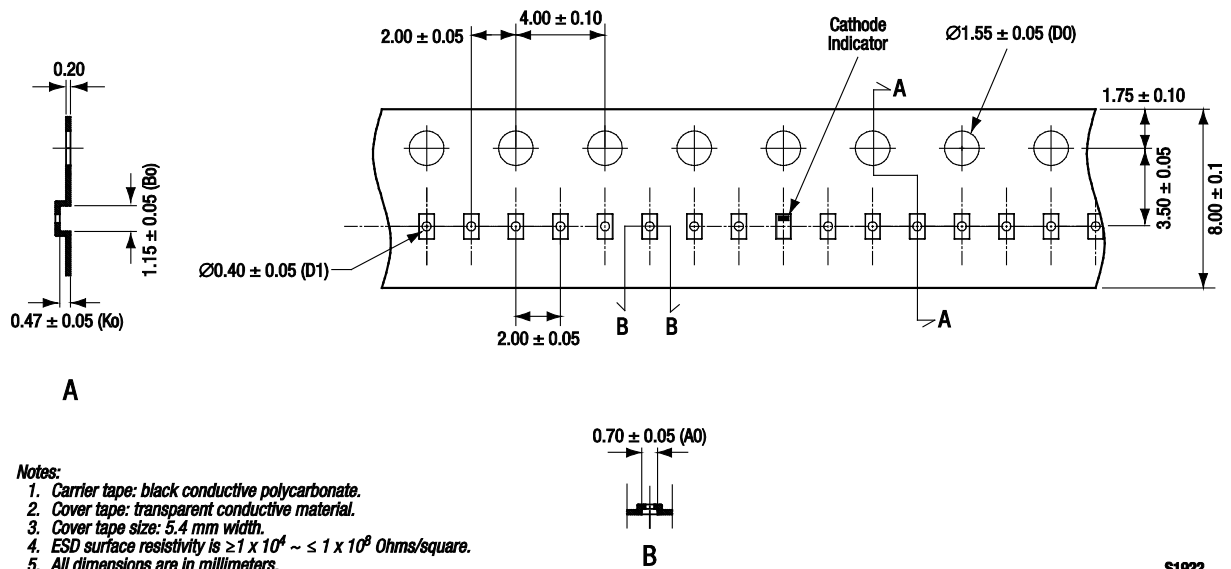 4.00 ± 0.10
2.00 ± 0.05
Cathode
Indicator
Ø1.55 ± 0.05 (D0)
0.20
A
1.75 ± 0.10
1.15 ± 0.05 (Bo)
3.50 ± 0.05
8.00 ± 0.1
Ø0.40 ± 0.05 (D1)
0.47 ± 0.05 (Ko)
2.00 ± 0.05
B
B
A
A
0.70 ± 0.05 (A0)
B
Notes:
1. Carrier tape: black conductive polycarbonate.
2. Cover tape: transparent conductive material.
3. Cover tape size: 5.4 mm width.
4. ESD surface resistivity is ≥1 x 10⁴ ~ ≤ 1 x 10⁸ Ohms/square.
5. All dimensions are in millimeters.
S1922